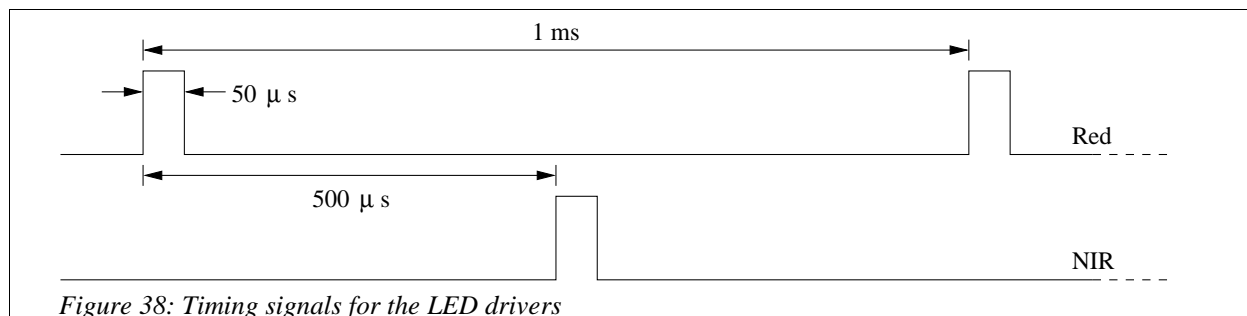 1 ms
50 μ s
Red
500 μ s
NIR
Figure 38: Timing signals for the LED drivers